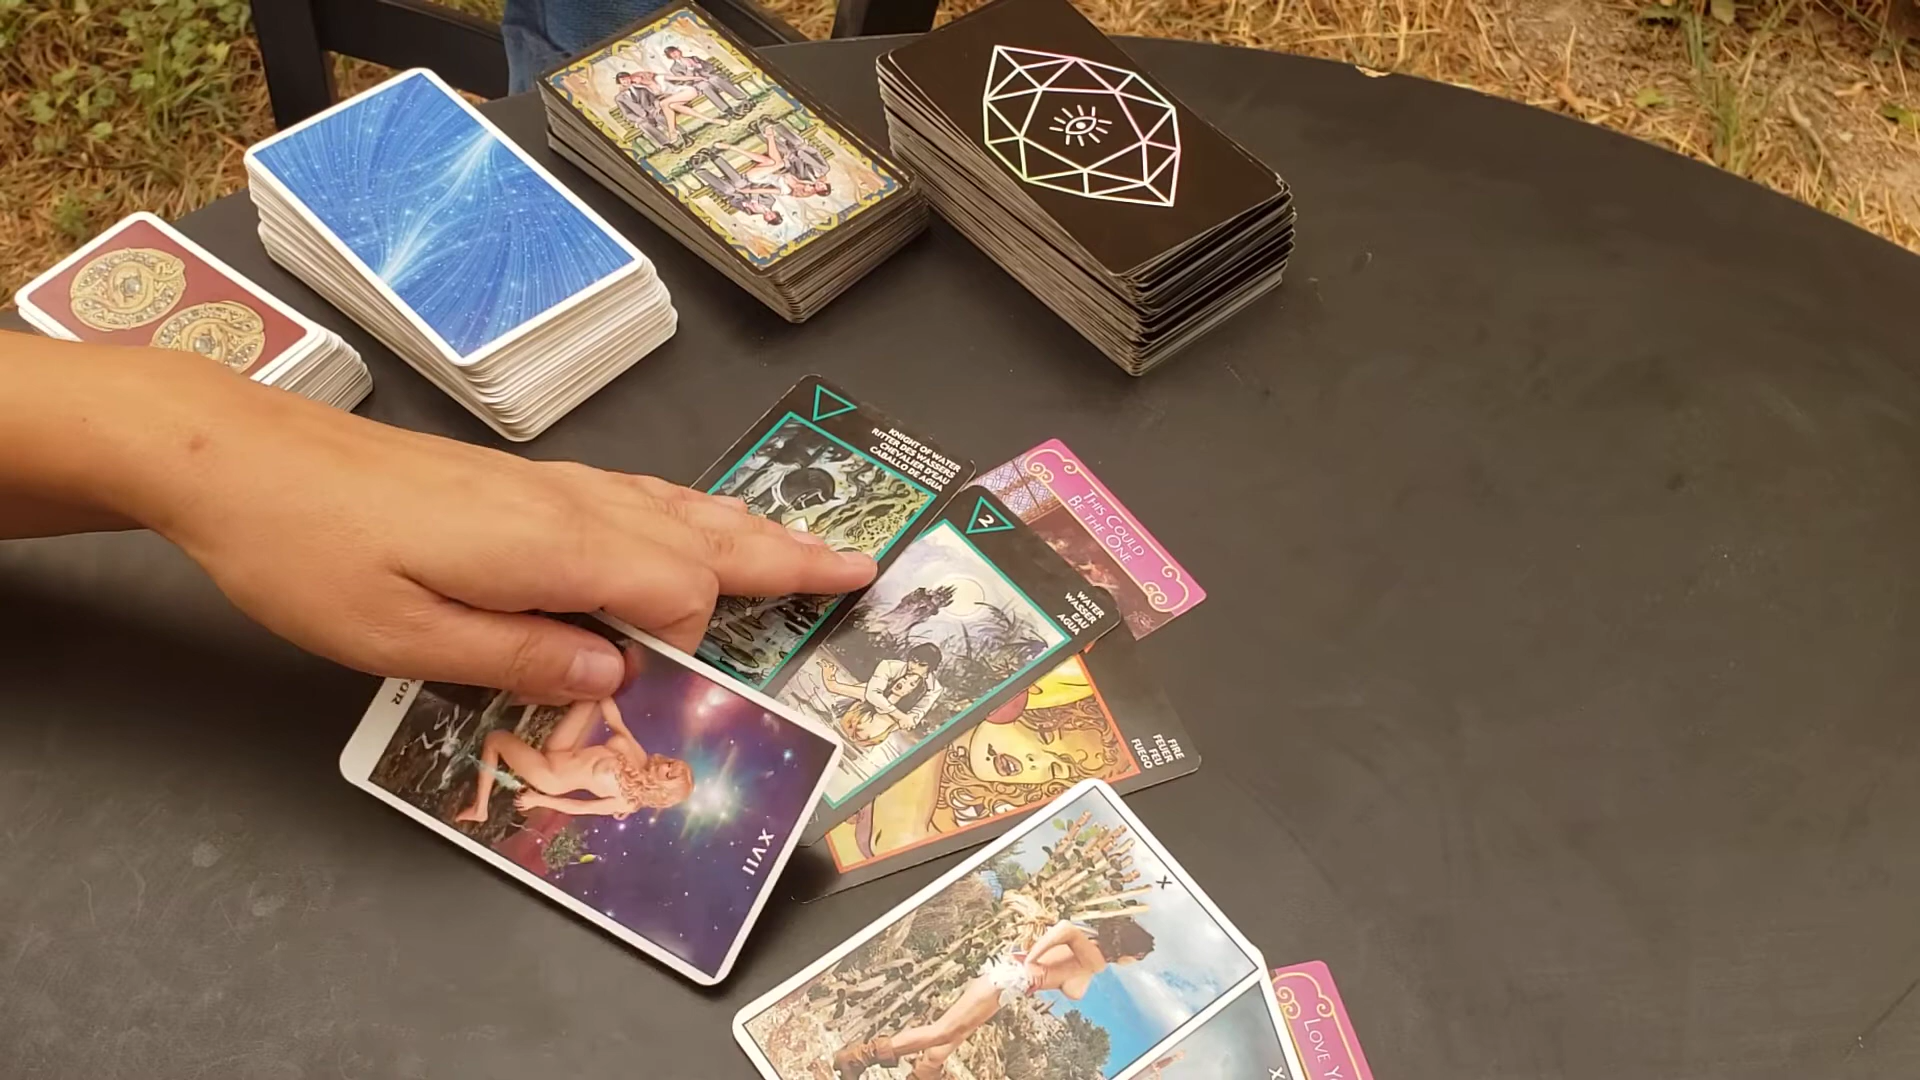 KNIGHT OF WATER
RITTER DES WASSERS
CHEVALIER D'EAU
CABALLO DE AGUA
THIS COULD
BE THE ONE
2
WATER
WASSER
EAU
AGUA
FIRE
FEUER
FEU
FUEGO
XVII
X
X
LOVE